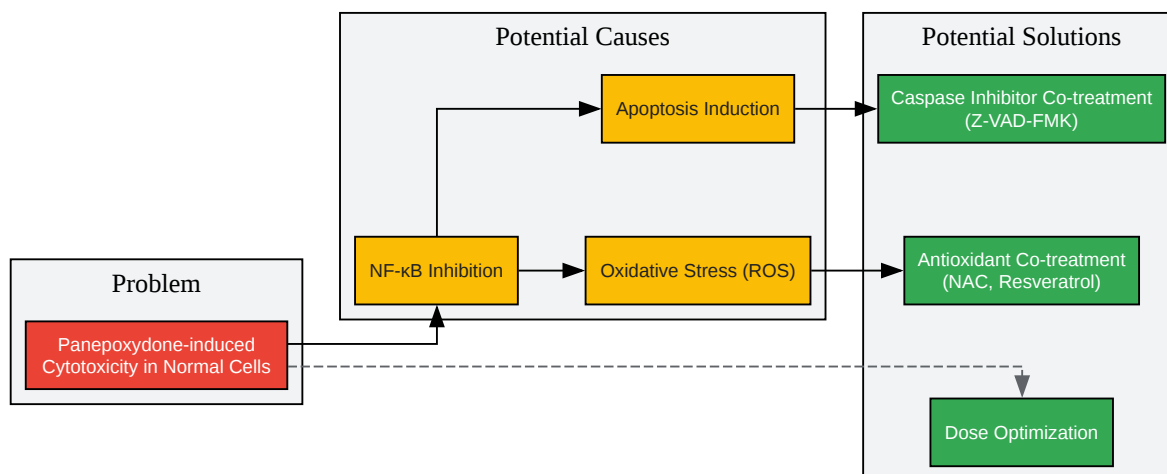 Problem
Panepoxydone-induced
Cytotoxicity in Normal Cells
Potential Causes
NF-κB Inhibition
Apoptosis Induction
Oxidative Stress (ROS)
Potential Solutions
Caspase Inhibitor Co-treatment
(Z-VAD-FMK)
Antioxidant Co-treatment
(NAC, Resveratrol)
Dose Optimization